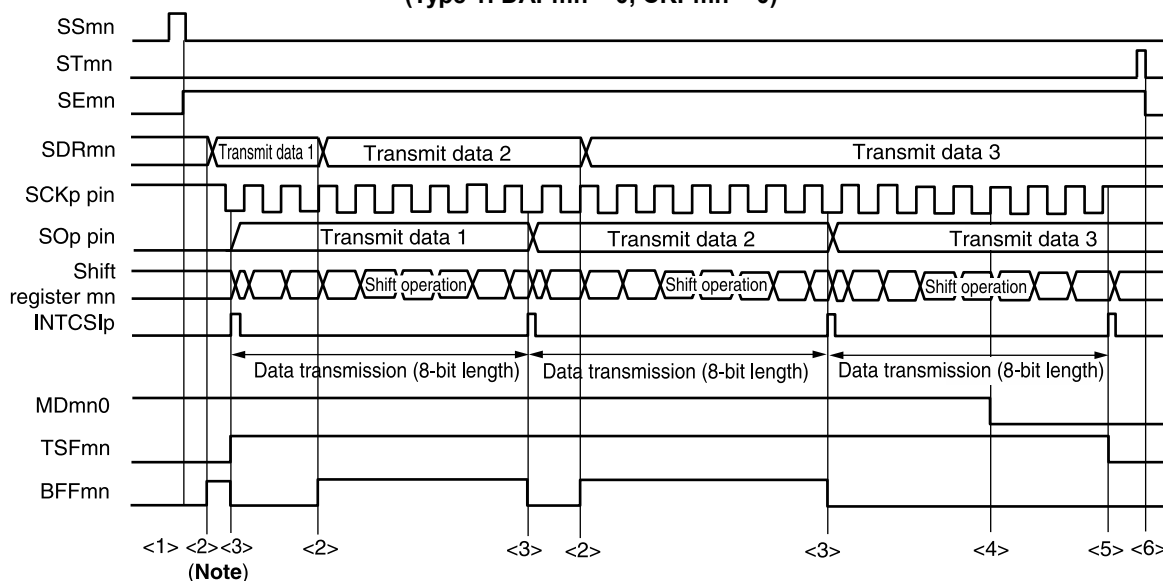 (Type 1: DAPmn = 0, CKPmn = 0)
SSmn
STmn
SEmn
SDRmn
Transmit data 1
Transmit data 2
Transmit data 3
SCKp pin
SOp pin
Transmit data 1
Transmit data 2
Transmit data 3
Shift
register mn
Shift operation
Shift operation
Shift operation
INTCSIp
Data transmission (8-bit length)
Data transmission (8-bit length)
Data transmission (8-bit length)
MDmn0
TSFmn
BFFmn
<1> <2> <3> <2> <3> <2> <3> <4> <5> <6>
(Note)